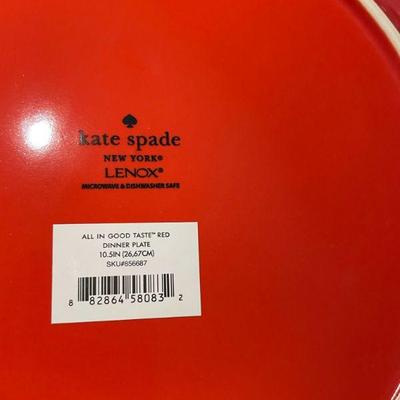 kate spade
NEW YORK®
LENOX®
MICROWAVE & DISHWASHER SAFE
ALL IN GOOD TASTE™ RED
DINNER PLATE
10.5IN (26,67CM)
SKU#856687
8 82864 58083 2